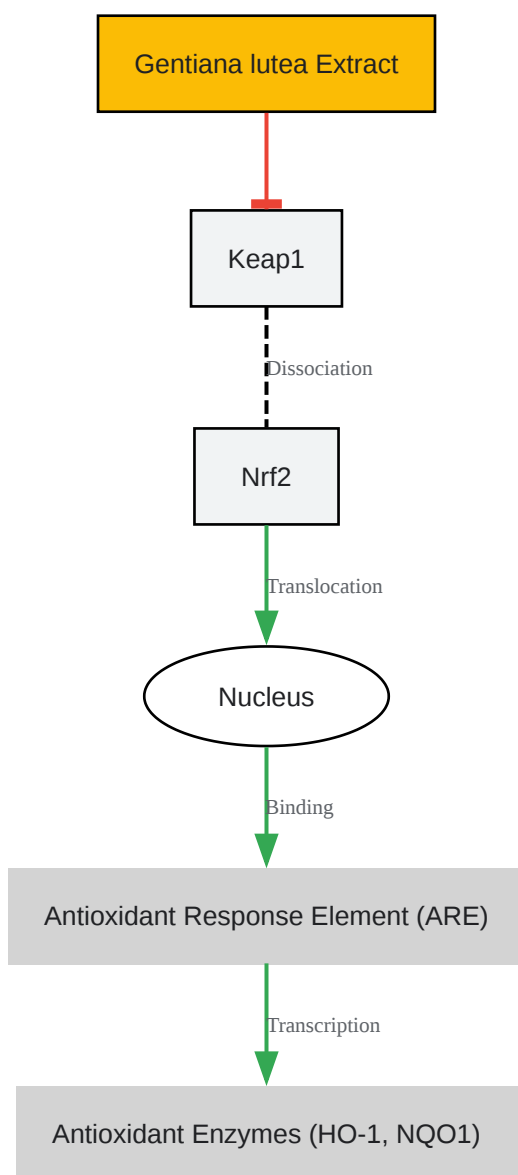 Gentiana lutea Extract
Keap1
Dissociation
Nrf2
Translocation
Nucleus
Binding
Antioxidant Response Element (ARE)
Transcription
Antioxidant Enzymes (HO-1, NQO1)